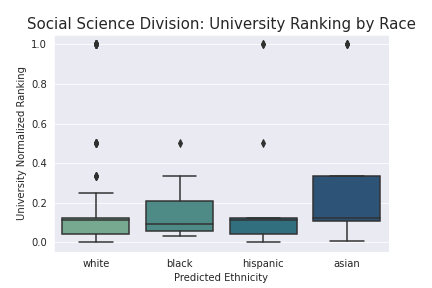 Social Science Division: University Ranking by Race
University Normalized Ranking
1.0
0.8
0.6
0.4
0.2
0.0
white black hispanic asian
Predicted Ethnicity